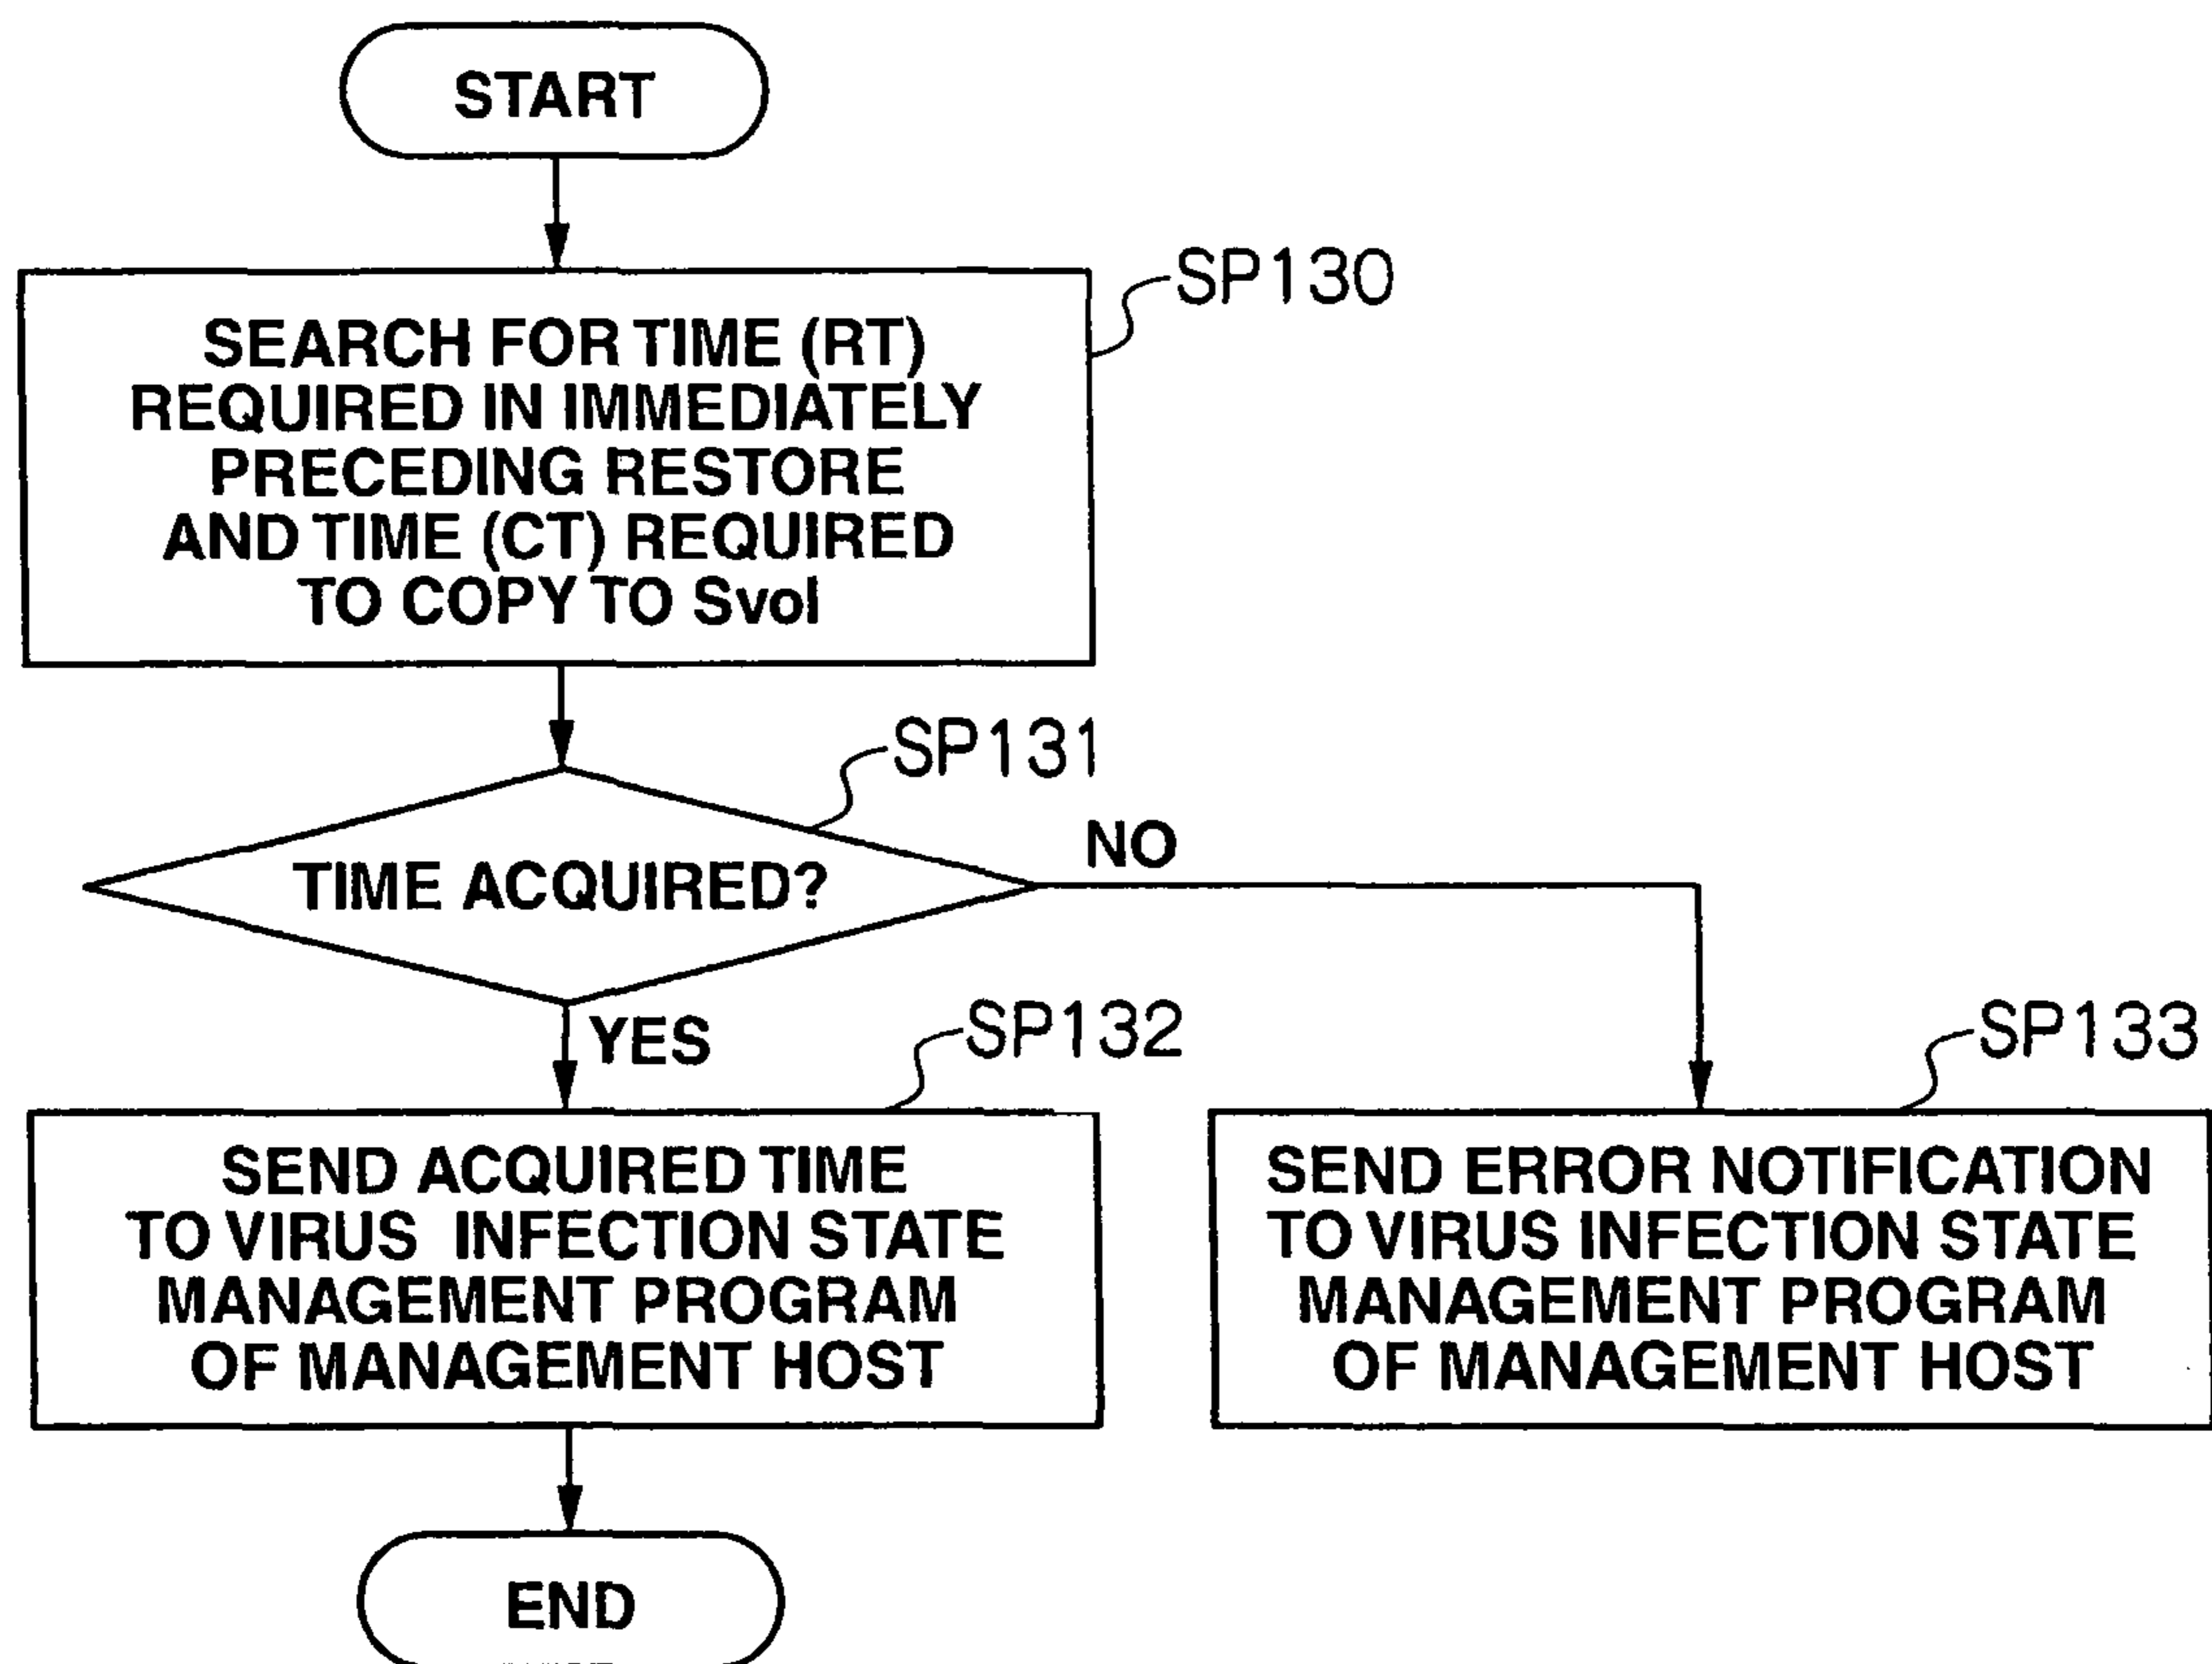 START
SP130
SEARCH FOR TIME (RT)
REQUIRED IN IMMEDIATELY
PRECEDING RESTORE
AND TIME (CT) REQUIRED
TO COPY TO Svol
SP131
TIME ACQUIRED?
NO
YES
SP132
SEND ACQUIRED TIME
TO VIRUS INFECTION STATE
MANAGEMENT PROGRAM
OF MANAGEMENT HOST
SP133
SEND ERROR NOTIFICATION
TO VIRUS INFECTION STATE
MANAGEMENT PROGRAM
OF MANAGEMENT HOST
END